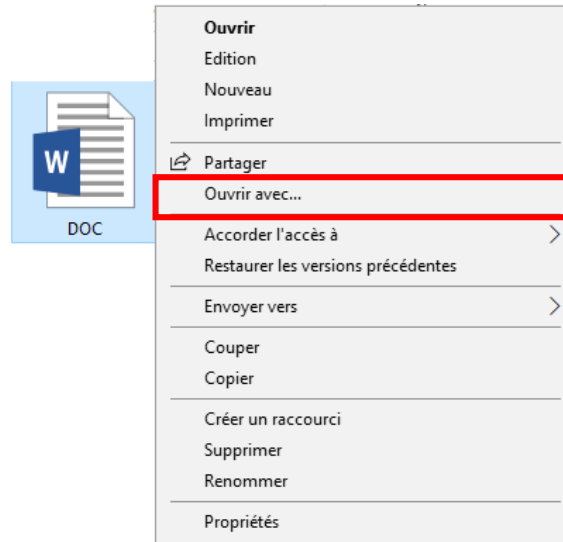 Ouvrir
Edition
Nouveau
Imprimer
Partager
Ouvrir avec...
W
DOC
Accorder l'accès à
Restaurer les versions précédentes
Envoyer vers
Couper
Copier
Créer un raccourci
Supprimer
Renommer
Propriétés